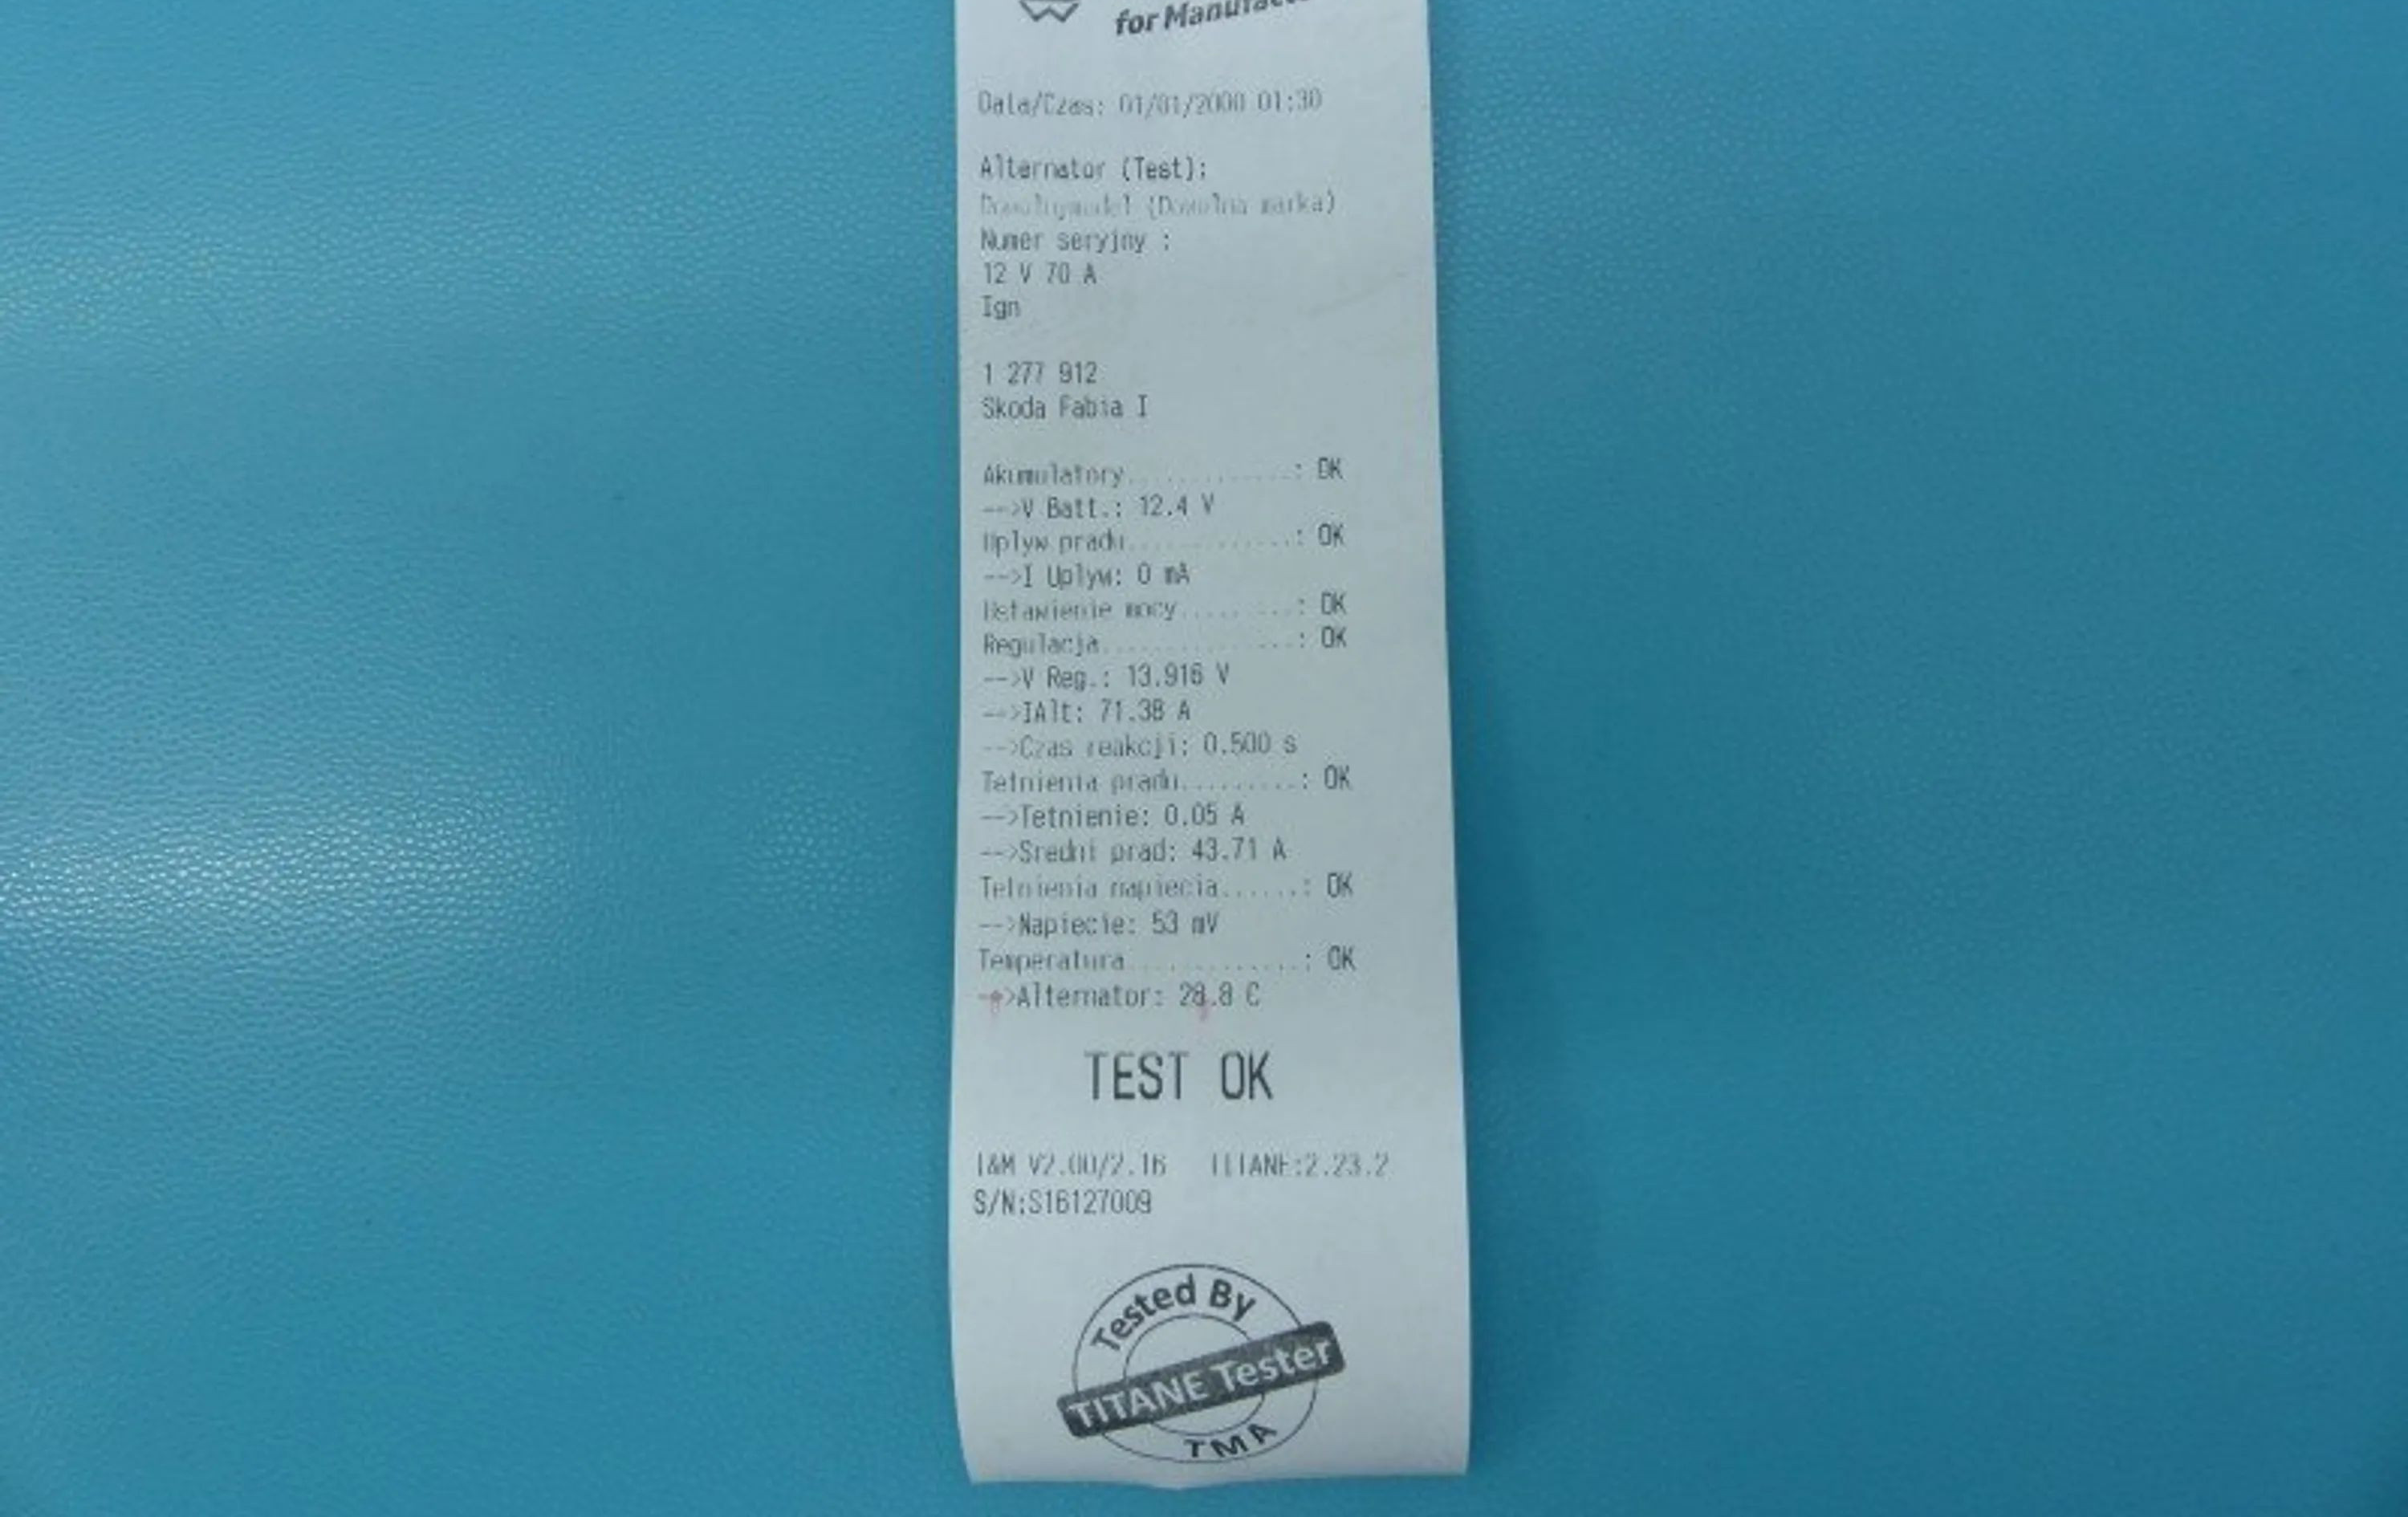 for Manufact
Data/Czas: 01/01/2000 01:30
Alternator (Test):
(Dowolna marka)
Numer seryjny :
12 V 70 A
Ign
1 277 912
Skoda Fabia I
Akumulatory.............: OK
-->V Batt.: 12.4 V
Uplyw pradu.............: OK
-->I Uplyw: 0 mA
Ustawienie mocy.........: OK
Regulacja...............: OK
-->V Reg.: 13.916 V
-->IAlt: 71.38 A
-->Czas reakcji: 0.500 s
Tetnienia pradu.........: OK
-->Tetnienie: 0.05 A
-->Sredni prad: 43.71 A
Tetnienia napiecia......: OK
-->Napiecie: 53 mV
Temperatura.............: OK
-->Alternator: 28.8 C
TEST OK
I&M V2.00/2.16 TITANE:2.23.2
S/N:S16127009
Tested By
TITANE Tester
TMA